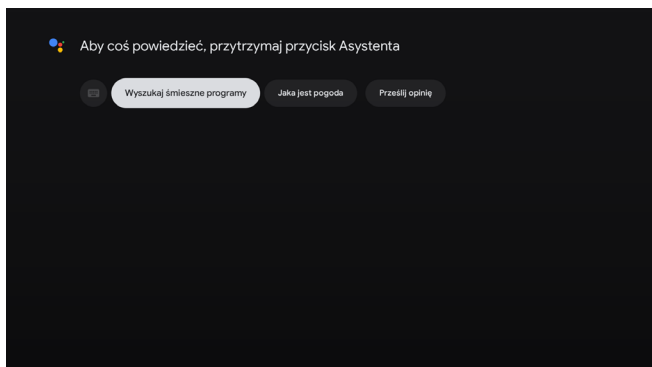 Aby coś powiedzieć, przytrzymaj przycisk Asystenta
Wyszukaj śmieszne programy Jaka jest pogoda Prześlij opinię